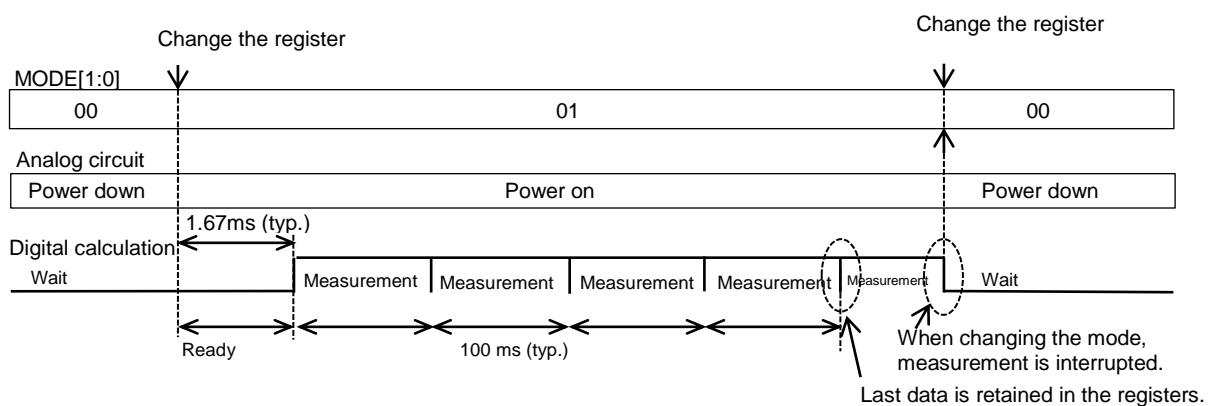 Change the register
Change the register
MODE[1:0]
00
01
00
Analog circuit
Power down
Power on
Power down
1.67ms (typ.)
Digital calculation
Wait
Measurement
Measurement
Measurement
Measurement
Measurement
Wait
Ready
100 ms (typ.)
When changing the mode,
measurement is interrupted.
Last data is retained in the registers.